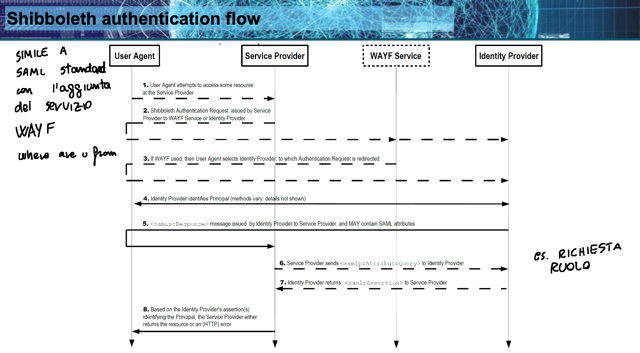 Shibboleth authentication flow
SIMILE A
SAML standard
con l'aggiunta
del servizio
WAYF
where are u from
User Agent
Service Provider
WAYF Service
Identity Provider
1. User Agent attempts to access some resource
at the Service Provider
2. Shibboleth Authentication Request issued by Service
Provider to WAYF Service or Identity Provider
3. If WAYF used, then User Agent selects Identity Provider, to which Authentication Request is redirected
4. Identity Provider identifies Principal (methods vary, details not shown)
5. <samlp:Response> message issued by Identity Provider to Service Provider, and MAY contain SAML attributes
6. Service Provider sends <samlp:AttributeQuery> to Identity Provider
7. Identity Provider returns <saml:Assertion> to Service Provider
es. RICHIESTA
RUOLO
8. Based on the Identity Provider's assertion(s)
identifying the Principal, the Service Provider either
returns the resource or an (HTTP) error